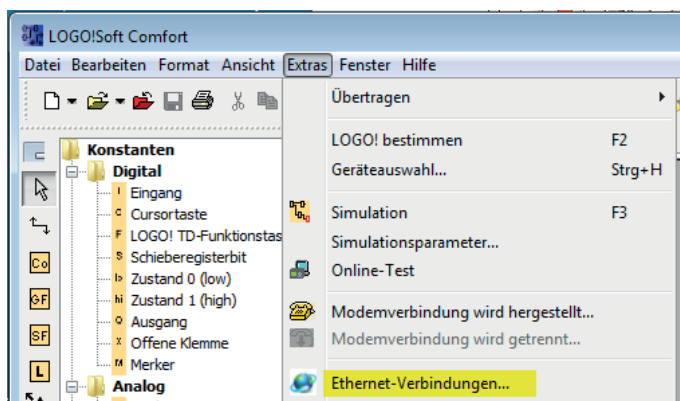 LOGO!Soft Comfort
Datei Bearbeiten Format Ansicht Extras Fenster Hilfe
Übertragen
LOGO! bestimmen F2
Geräteauswahl... Strg+H
Simulation F3
Simulationsparameter...
Online-Test
Modemverbindung wird hergestellt...
Modemverbindung wird getrennt...
Ethernet-Verbindungen...
Konstanten
Digital
I Eingang
C Cursortaste
F LOGO! TD-Funktionstas
S Schieberegisterbit
lo Zustand 0 (low)
hi Zustand 1 (high)
Q Ausgang
X Offene Klemme
M Merker
Analog
Co
GF
SF
L